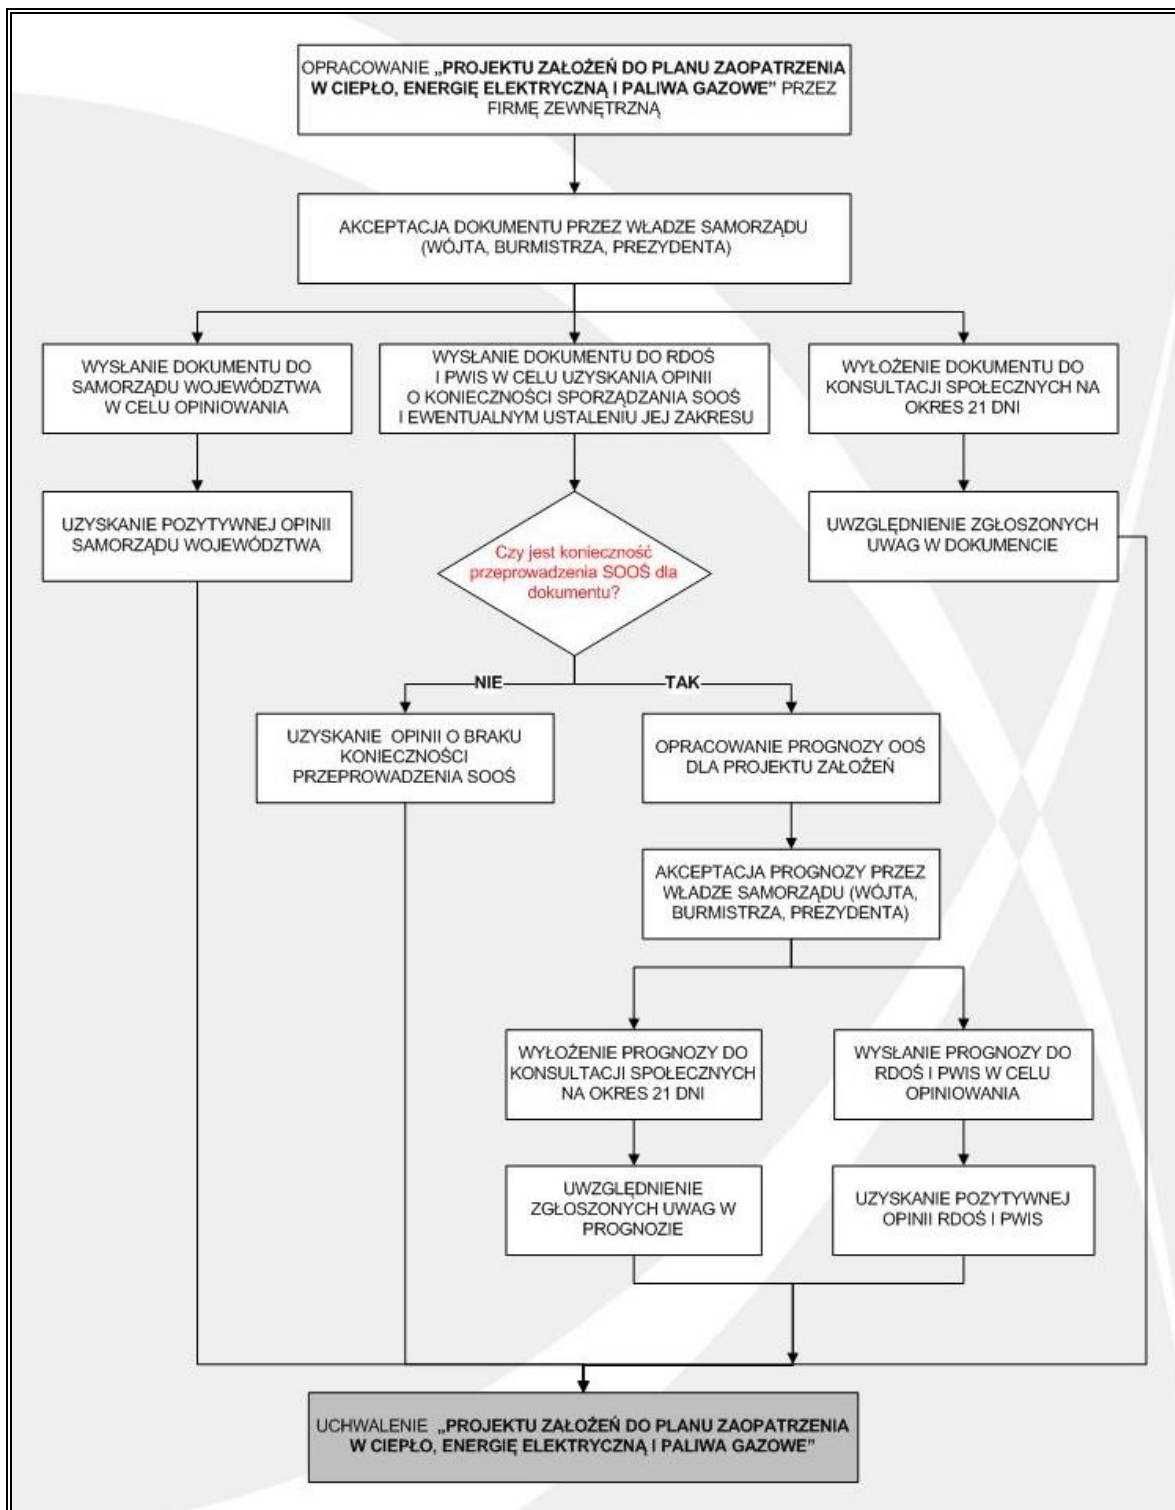 OPRACOWANIE „PROJEKTU ZAŁOŻEŃ DO PLANU ZAOPATRZENIA
W CIEPŁO, ENERGIĘ ELEKTRYCZNĄ I PALIWA GAZOWE” PRZEZ
FIRMĘ ZEWNĘTRZNĄ
AKCEPTACJA DOKUMENTU PRZEZ WŁADZE SAMORZĄDU
(WÓJTA, BURMISTRZA, PREZYDENTA)
WYSŁANIE DOKUMENTU DO
SAMORZĄDU WOJEWÓDZTWA
W CELU OPINIOWANIA
WYSŁANIE DOKUMENTU DO RDOŚ
I PWIS W CELU UZYSKANIA OPINII
O KONIECZNOŚCI SPORZĄDZANIA SOOŚ
I EWENTUALNYM USTALENIU JEJ ZAKRESU
WYŁOŻENIE DOKUMENTU DO
KONSULTACJI SPOŁECZNYCH NA
OKRES 21 DNI
UZYSKANIE POZYTYWNEJ OPINII
SAMORZĄDU WOJEWÓDZTWA
Czy jest konieczność
przeprowadzenia SOOŚ dla
dokumentu?
UWZGLĘDNIENIE ZGŁOSZONYCH
UWAG W DOKUMENCIE
NIE
TAK
UZYSKANIE OPINII O BRAKU
KONIECZNOŚCI
PRZEPROWADZENIA SOOŚ
OPRACOWANIE PROGNOZY OOŚ
DLA PROJEKTU ZAŁOŻEŃ
AKCEPTACJA PROGNOZY PRZEZ
WŁADZE SAMORZĄDU (WÓJTA,
BURMISTRZA, PREZYDENTA)
WYŁOŻENIE PROGNOZY DO
KONSULTACJI SPOŁECZNYCH
NA OKRES 21 DNI
WYSŁANIE PROGNOZY DO
RDOŚ I PWIS W CELU
OPINIOWANIA
UWZGLĘDNIENIE
ZGŁOSZONYCH UWAG W
PROGNOZIE
UZYSKANIE POZYTYWNEJ
OPINII RDOŚ I PWIS
UCHWALENIE „PROJEKTU ZAŁOŻEŃ DO PLANU ZAOPATRZENIA
W CIEPŁO, ENERGIĘ ELEKTRYCZNĄ I PALIWA GAZOWE”